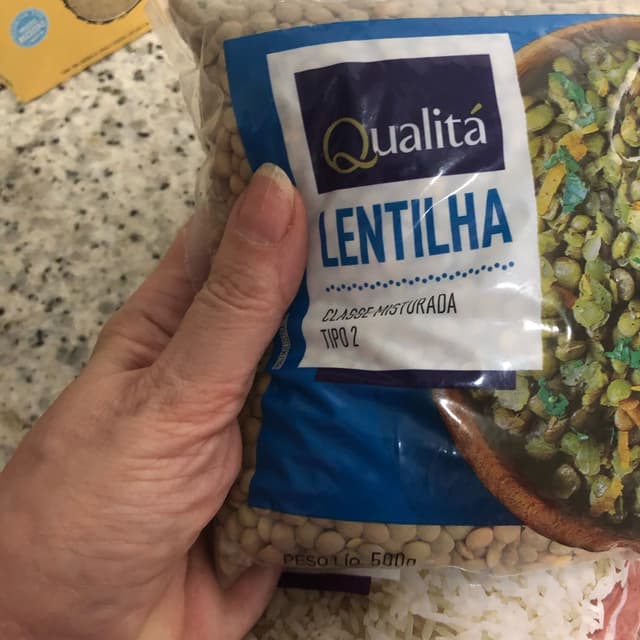 Qualitá
LENTILHA
CLASSE MISTURADA
TIPO 2
PESO LÍQ. 500g